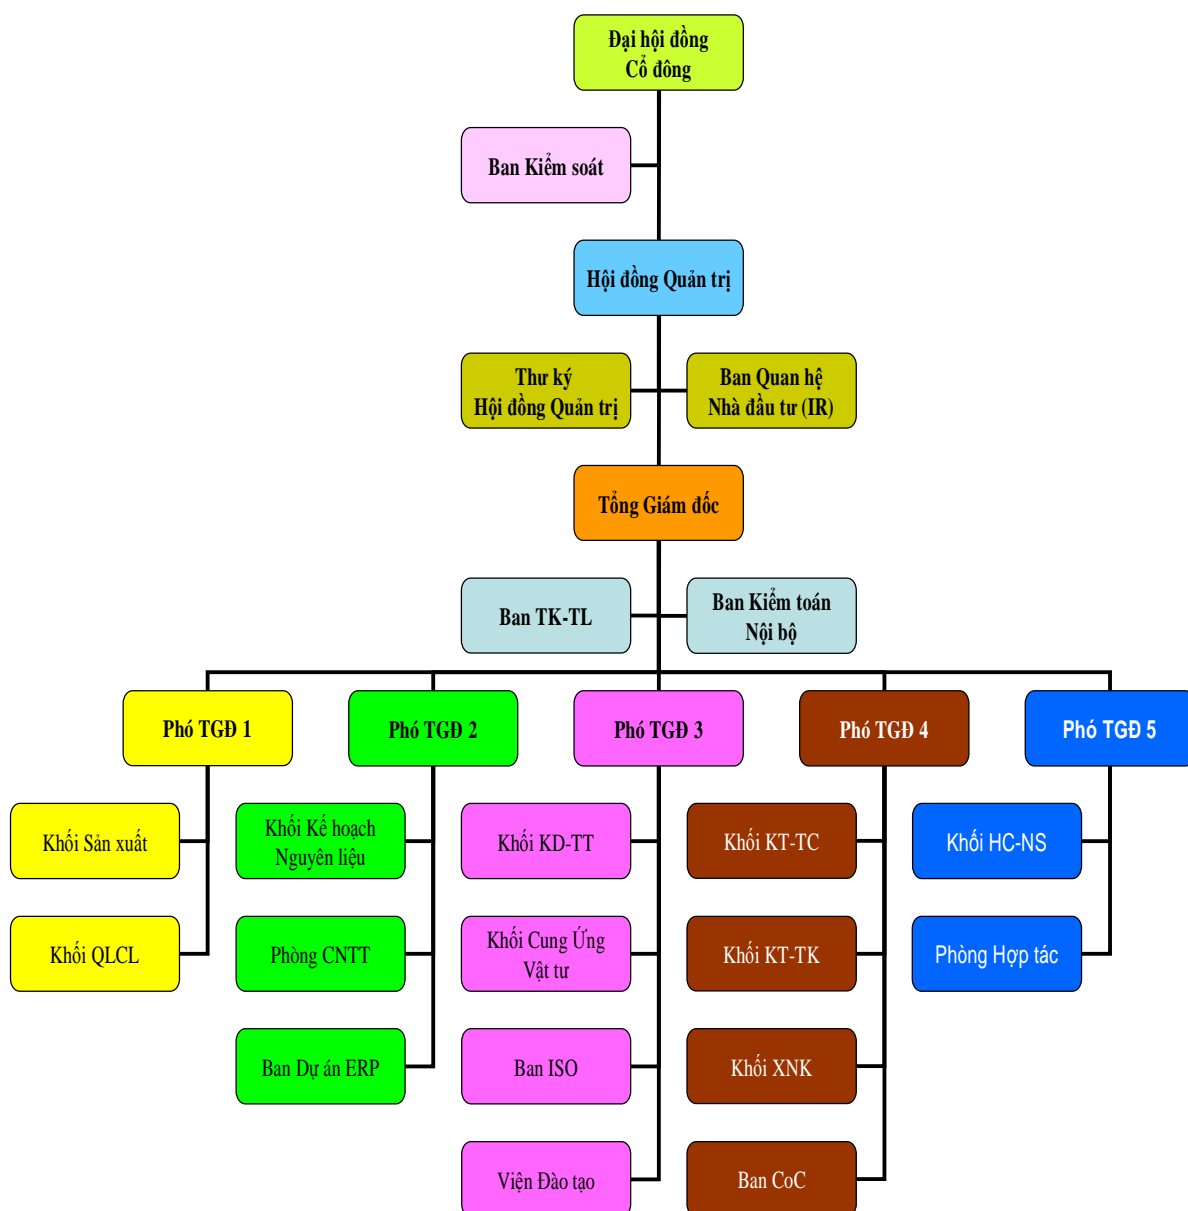 Đại hội đồng
Cổ đông
Ban Kiểm soát
Hội đồng Quản trị
Thư ký
Hội đồng Quản trị
Ban Quan hệ
Nhà đầu tư (IR)
Tổng Giám đốc
Ban TK-TL
Ban Kiểm toán
Nội bộ
Phó TGĐ 1
Phó TGĐ 2
Phó TGĐ 3
Phó TGĐ 4
Phó TGĐ 5
Khối Sản xuất
Khối Kế hoạch
Nguyên liệu
Khối KD-TT
Khối KT-TC
Khối HC-NS
Khối QLCL
Phòng CNTT
Khối Cung Ứng
Vật tư
Khối KT-TK
Phòng Hợp tác
Ban Dự án ERP
Ban ISO
Khối XNK
Viện Đào tạo
Ban CoC